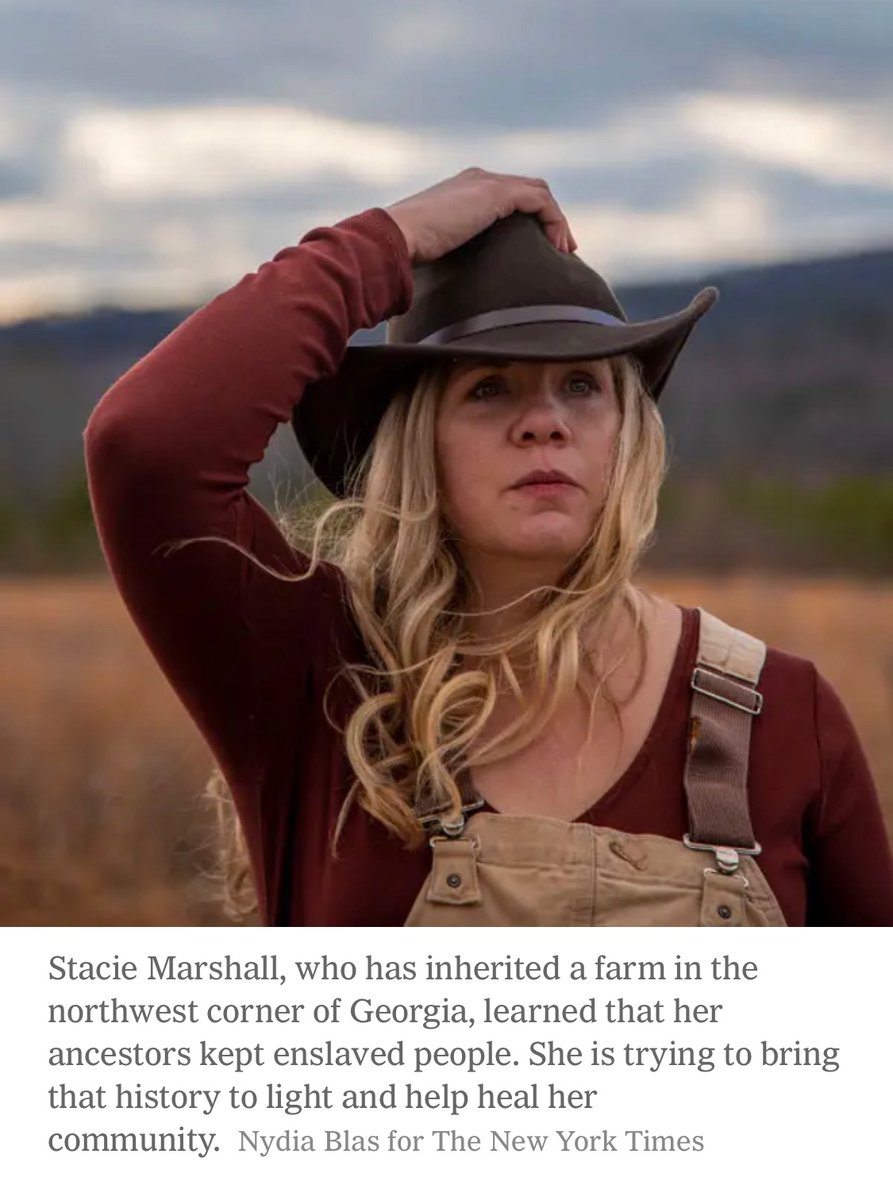 Stacie Marshall, who has inherited a farm in the
northwest corner of Georgia, learned that her
ancestors kept enslaved people. She is trying to bring
that history to light and help heal her
community. Nydia Blas for The New York Times